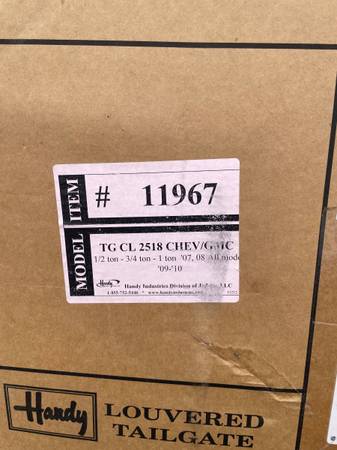 ITEM # 11967
MODEL
TG CL 2518 CHEV/GMC
1/2 ton - 3/4 ton - 1 ton '07, 08 All mode
'09-'10
Handy Handy Industries Division of LLC
Handy LOUVERED
TAILGATE